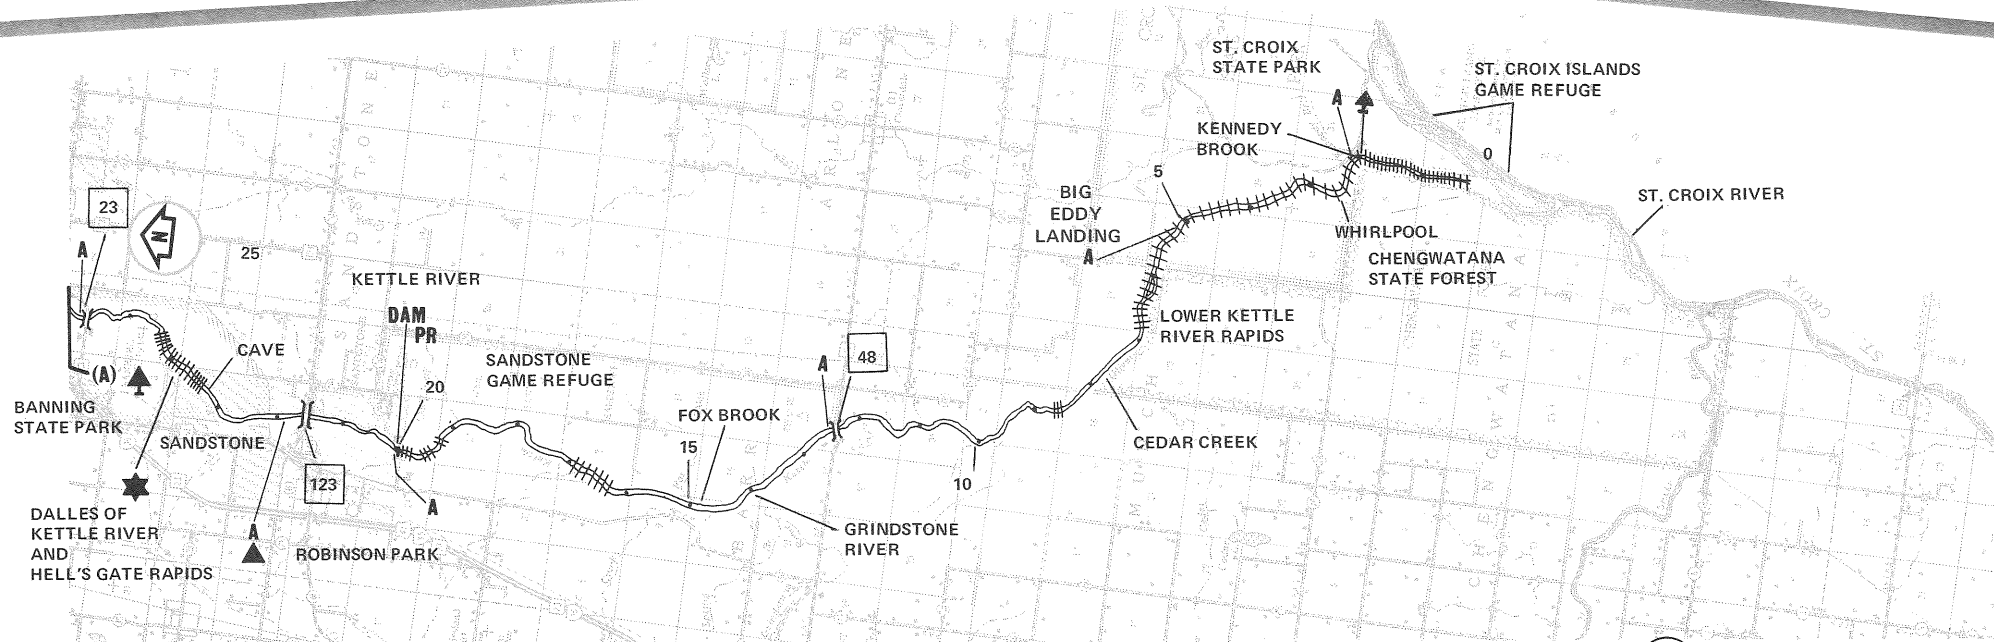 ST. CROIX
STATE PARK
A
ST. CROIX ISLANDS
GAME REFUGE
KENNEDY
BROOK
0
5
BIG
EDDY
LANDING
A
ST. CROIX RIVER
WHIRLPOOL
CHENGWATANA
STATE FOREST
LOWER KETTLE
RIVER RAPIDS
23
N
A
25
KETTLE RIVER
DAM
PR
CAVE
(A)
SANDSTONE
GAME REFUGE
20
A
48
BANNING
STATE PARK
SANDSTONE
FOX BROOK
15
CEDAR CREEK
10
123
A
DALLES OF
KETTLE RIVER
AND
HELL'S GATE RAPIDS
A
ROBINSON PARK
GRINDSTONE
RIVER
ST. CROIX